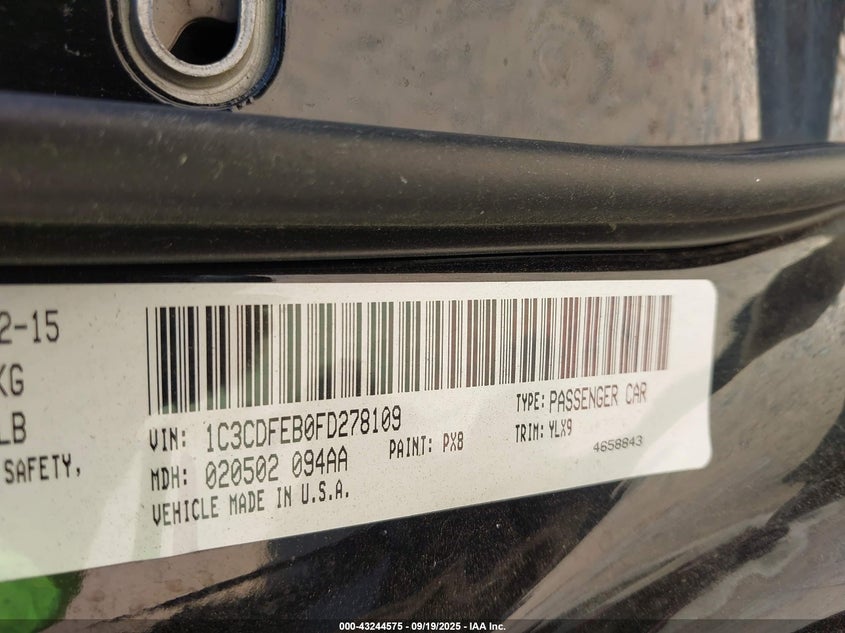 2-15
KG
LB
SAFETY,
VIN: 1C3CDFEB0FD278109
TYPE: PASSENGER CAR
MDH: 020502 094AA
PAINT: PX8
TRIM: YLX9
4658843
VEHICLE MADE IN U.S.A.
000-43244575 - 09/19/2025 - IAA Inc.